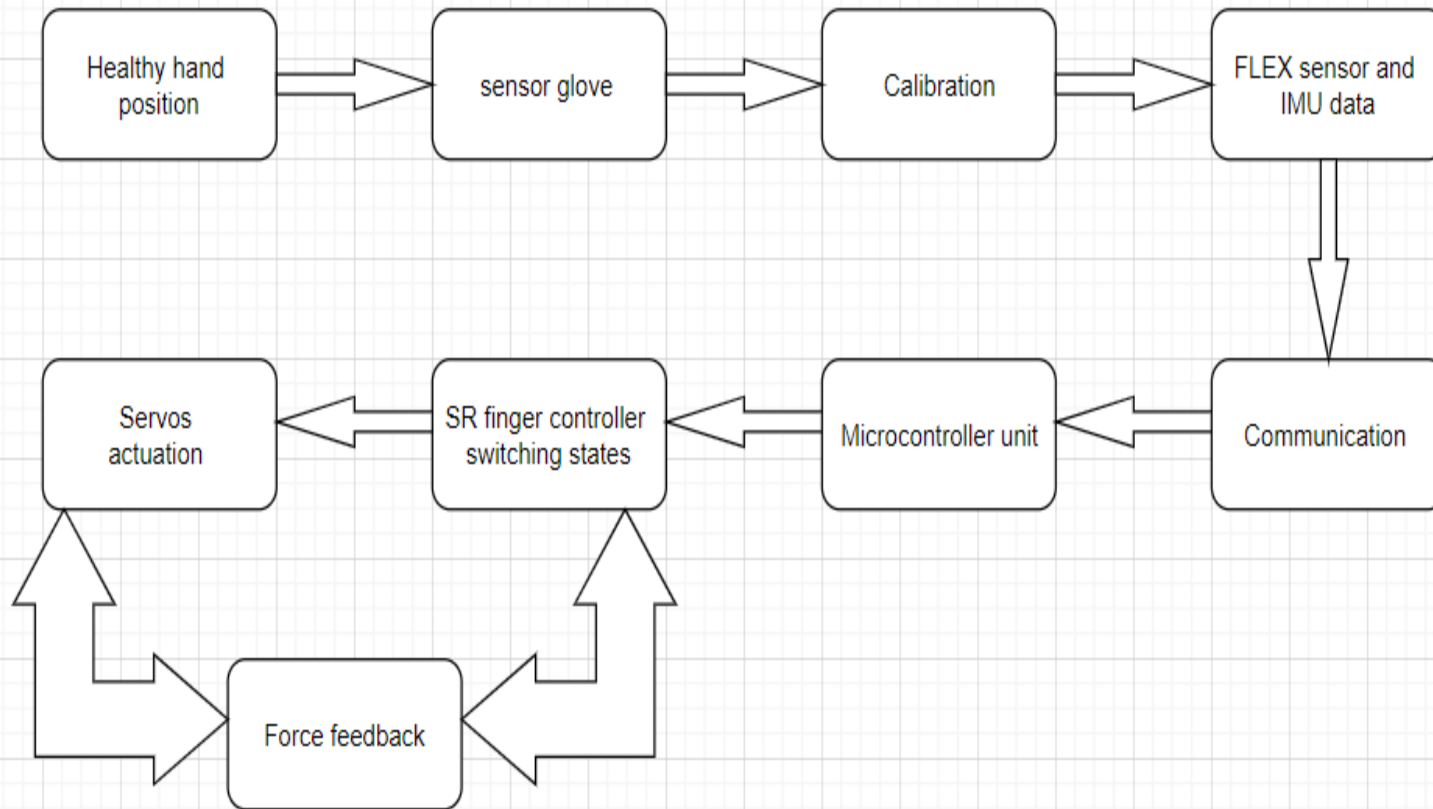 Healthy hand
position
sensor glove
Calibration
FLEX sensor and
IMU data
Servos
actuation
SR finger controller
switching states
Microcontroller unit
Communication
Force feedback